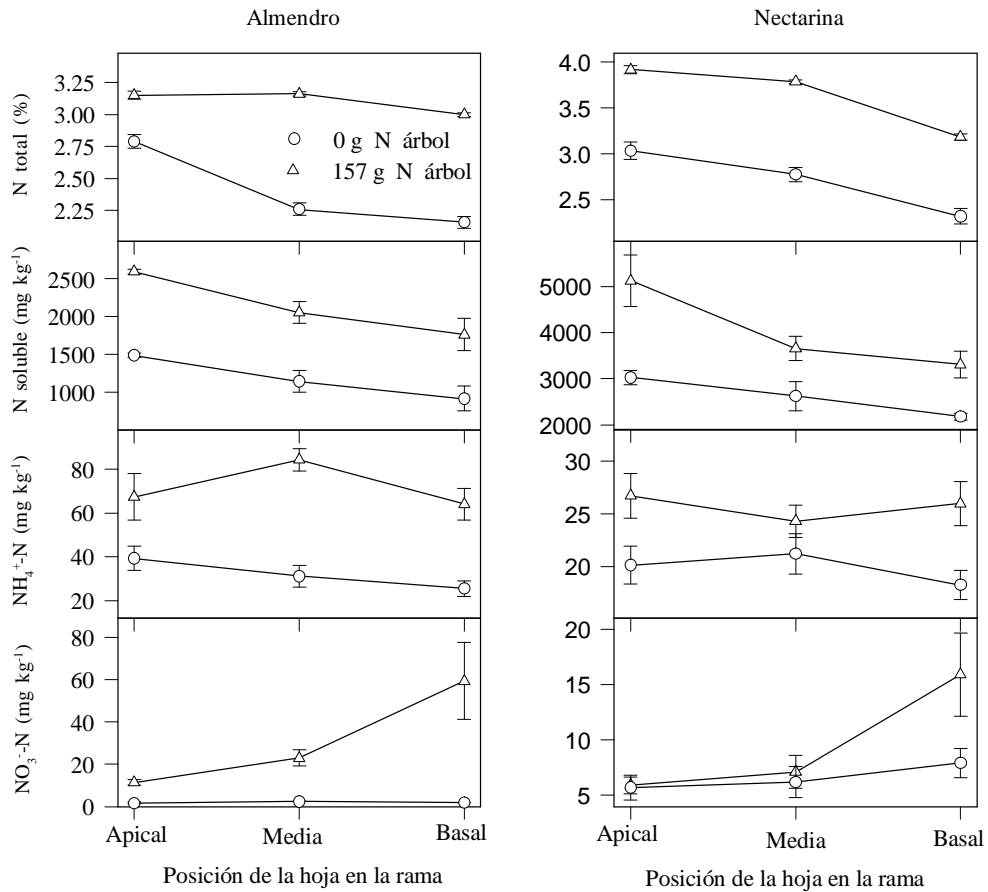 Almendro
Nectarina
N total (%)
3.25
3.00
2.75
2.50
2.25
0 g N árbol
157 g N árbol
4.0
3.5
3.0
2.5
N soluble (mg kg⁻¹)
2500
2000
1500
1000
5000
4000
3000
2000
NH₄⁺-N (mg kg⁻¹)
80
60
40
20
30
25
20
NO₃⁻-N (mg kg⁻¹)
80
60
40
20
0
20
15
10
5
Apical
Media
Basal
Apical
Media
Basal
Posición de la hoja en la rama
Posición de la hoja en la rama